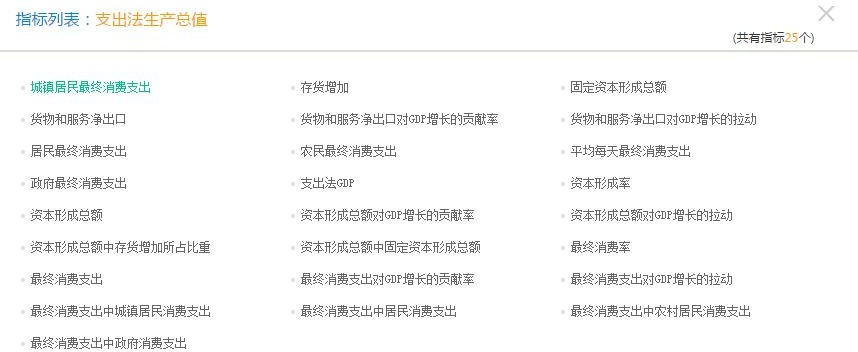 指标列表：支出法生产总值
(共有指标25个)
城镇居民最终消费支出 存货增加 固定资本形成总额
货物和服务净出口 货物和服务净出口对GDP增长的贡献率 货物和服务净出口对GDP增长的拉动
居民最终消费支出 农民最终消费支出 平均每天最终消费支出
政府最终消费支出 支出法GDP 资本形成率
资本形成总额 资本形成总额对GDP增长的贡献率 资本形成总额对GDP增长的拉动
资本形成总额中存货增加所占比重 资本形成总额中固定资本形成总额 最终消费率
最终消费支出 最终消费支出对GDP增长的贡献率 最终消费支出对GDP增长的拉动
最终消费支出中城镇居民消费支出 最终消费支出中居民消费支出 最终消费支出中农村居民消费支出
最终消费支出中政府消费支出